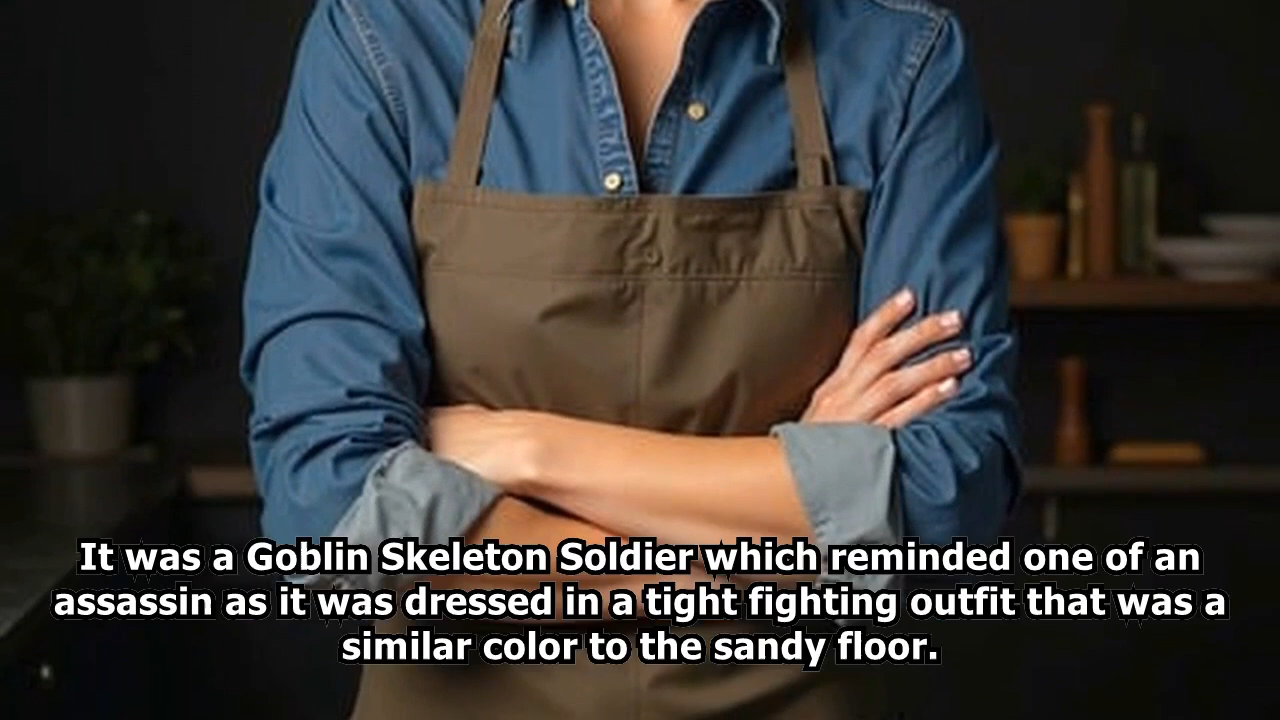 It was a Goblin Skeleton Soldier which reminded one of an
assassin as it was dressed in a tight fighting outfit that was a
similar color to the sandy floor.